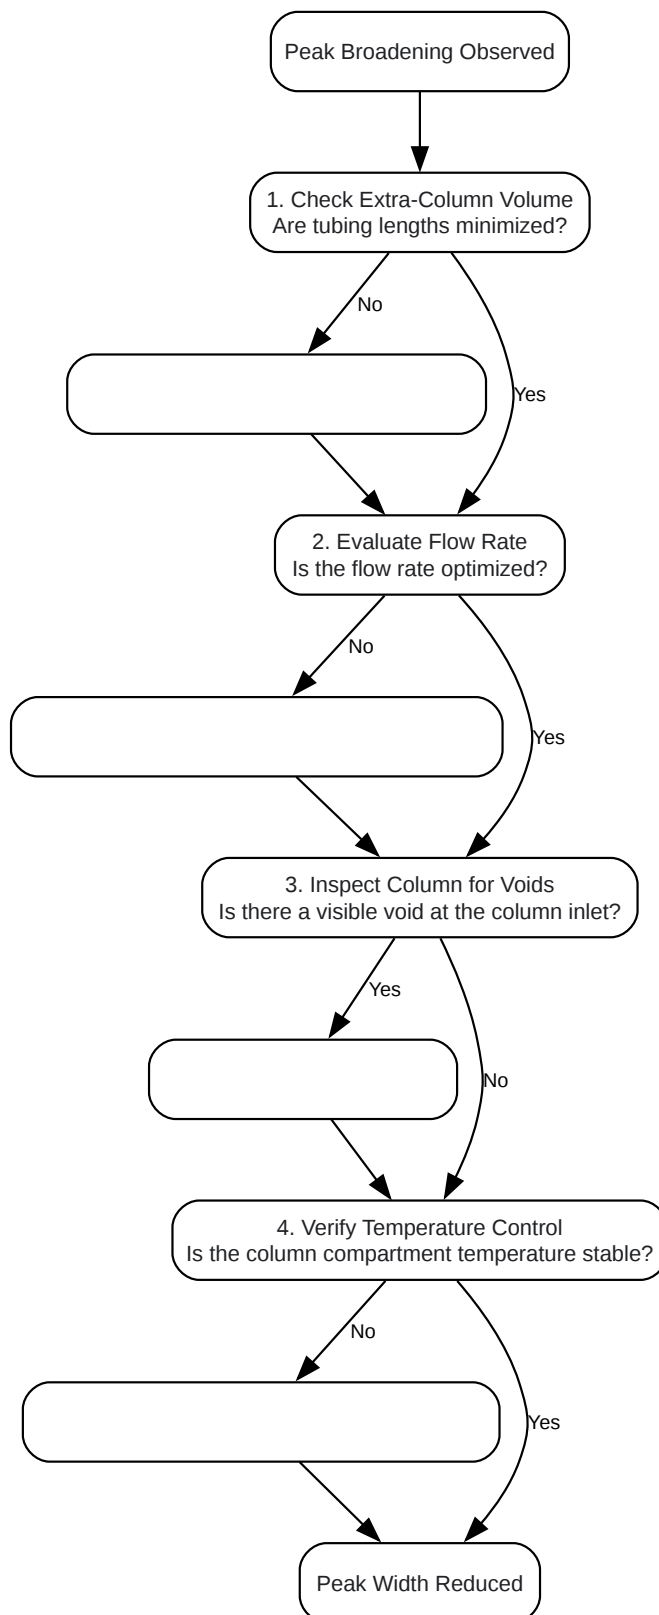 Peak Broadening Observed
1. Check Extra-Column Volume
Are tubing lengths minimized?
No
Yes
2. Evaluate Flow Rate
Is the flow rate optimized?
No
Yes
3. Inspect Column for Voids
Is there a visible void at the column inlet?
Yes
No
4. Verify Temperature Control
Is the column compartment temperature stable?
No
Yes
Peak Width Reduced